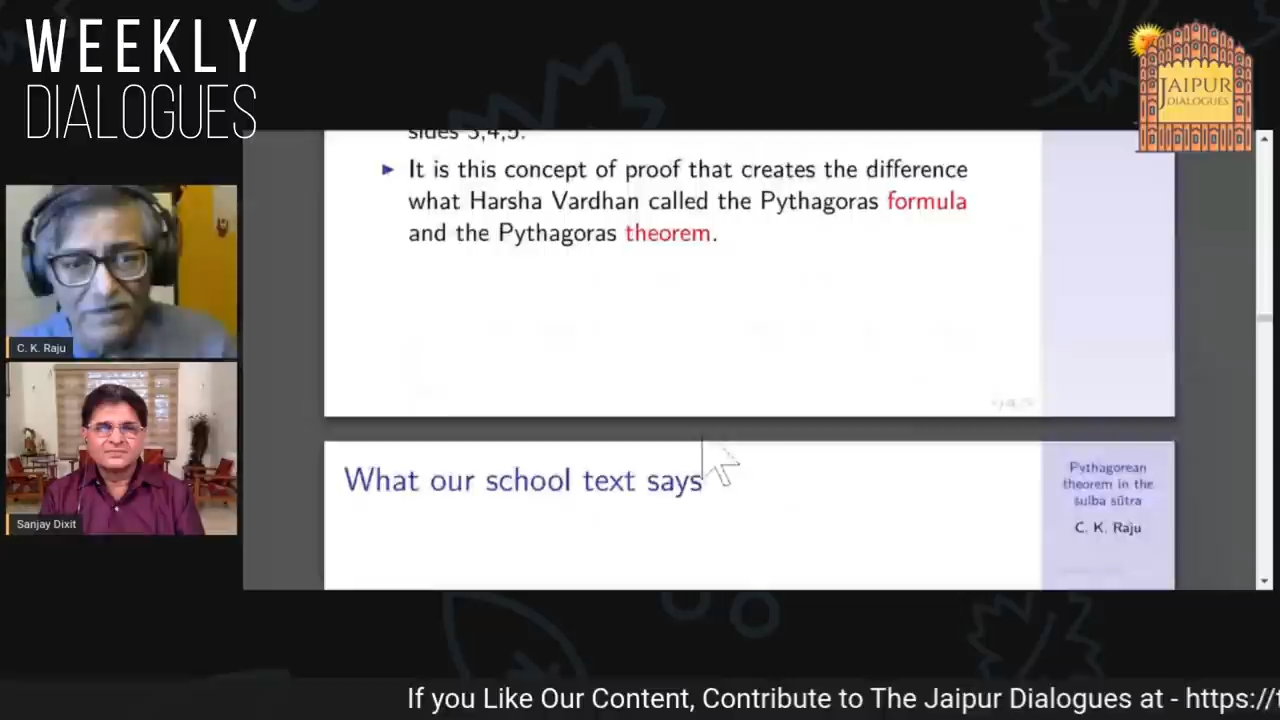 WEEKLY
DIALOGUES
JAIPUR
DIALOGUES
sides 3,4,5.
It is this concept of proof that creates the difference
what Harsha Vardhan called the Pythagoras formula
and the Pythagoras theorem.
C. K. Raju
Sanjay Dixit
What our school text says
Pythagorean
theorem in the
sulba sūtra
C. K. Raju
If you Like Our Content, Contribute to The Jaipur Dialogues at - https://